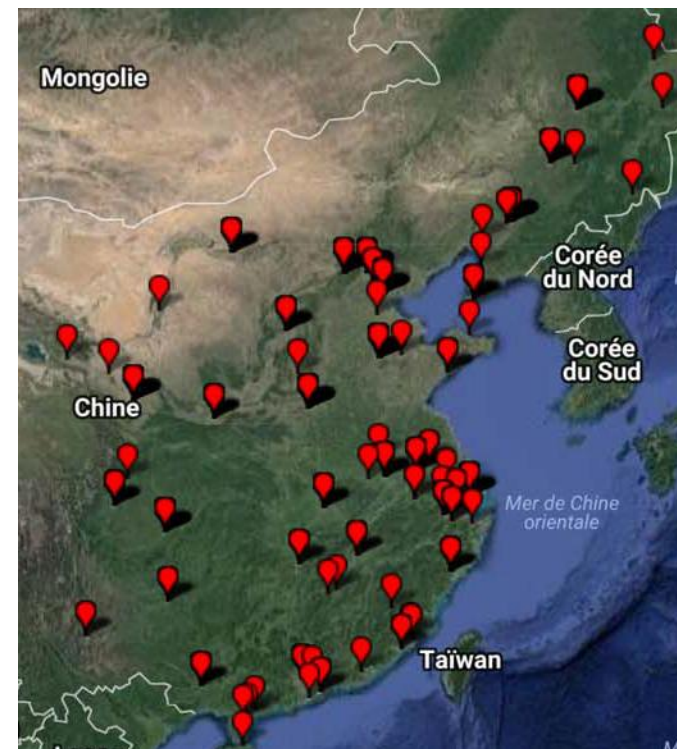 Mongolie
Corée
du Nord
Corée
du Sud
Chine
Mer de Chine
orientale
Taïwan